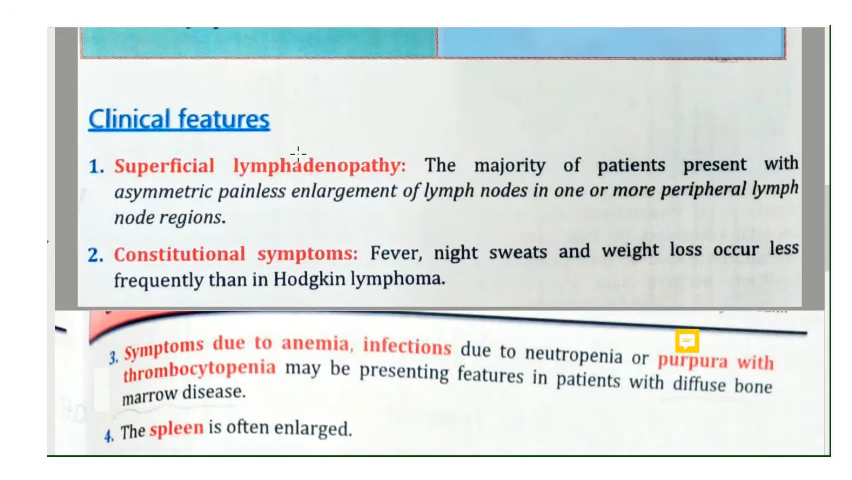 Clinical features
1. Superficial lymphadenopathy: The majority of patients present with
asymmetric painless enlargement of lymph nodes in one or more peripheral lymph
node regions.
2. Constitutional symptoms: Fever, night sweats and weight loss occur less
frequently than in Hodgkin lymphoma.
3. Symptoms due to anemia, infections due to neutropenia or purpura with
thrombocytopenia may be presenting features in patients with diffuse bone
marrow disease.
4. The spleen is often enlarged.